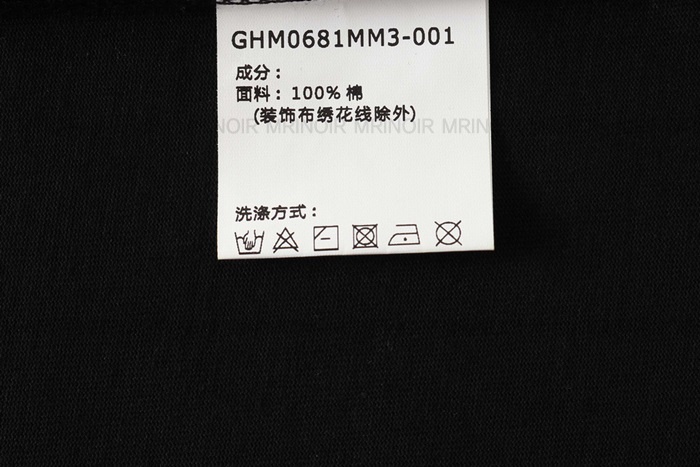 GHM0681MM3-001
成分：
面料：100% 棉
(装饰布绣花线除外)
NOIR MRINOIR MRINOIR MRIN
洗涤方式：